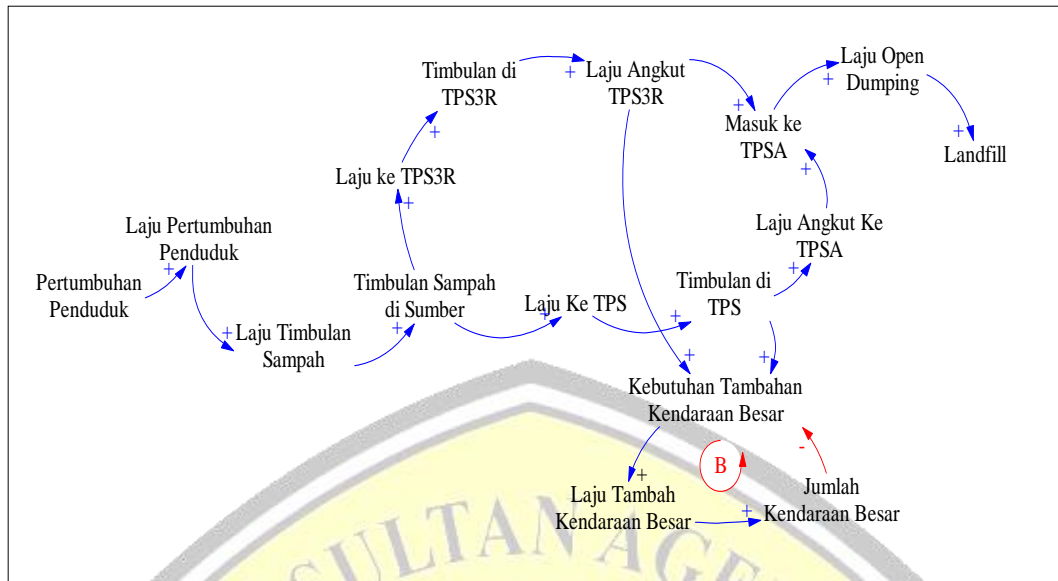 Timbulan di
TPS3R
Laju Angkut
TPS3R
Laju Open
Dumping
Masuk ke
TPSA
Landfill
Laju ke TPS3R
Laju Pertumbuhan
Penduduk
Laju Angkut Ke
TPSA
Pertumbuhan
Penduduk
Timbulan Sampah
di Sumber
Laju Ke TPS
Timbulan di
TPS
Laju Timbulan
Sampah
Kebutuhan Tambahan
Kendaraan Besar
B
Laju Tambah
Kendaraan Besar
Jumlah
Kendaraan Besar
SULTAN AGE